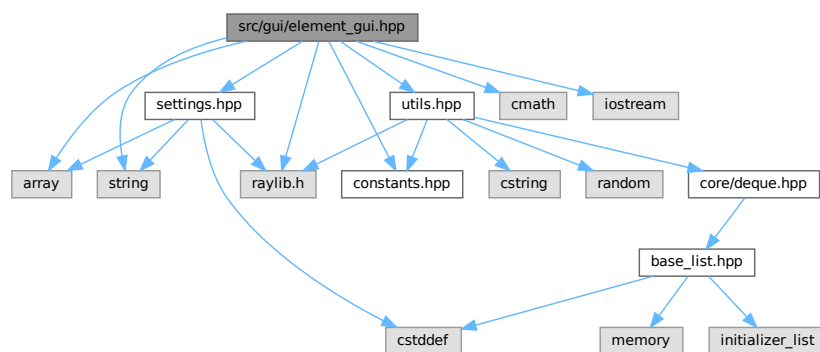 src/gui/element_gui.hpp
settings.hpp
utils.hpp
cmath
iostream
array
string
raylib.h
constants.hpp
cstring
random
core/deque.hpp
base_list.hpp
cstddef
memory
initializer_list